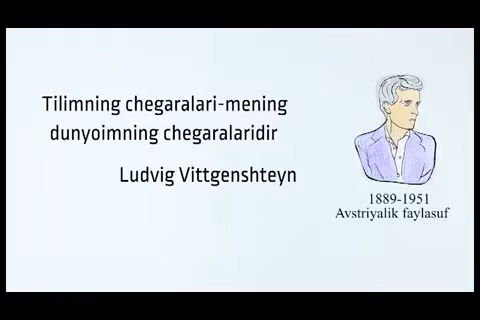 Tilimning chegaralari-mening
dunyoimning chegaralaridir
Ludvig Vittgenshteyn
1889-1951
Avstriyalik faylasuf